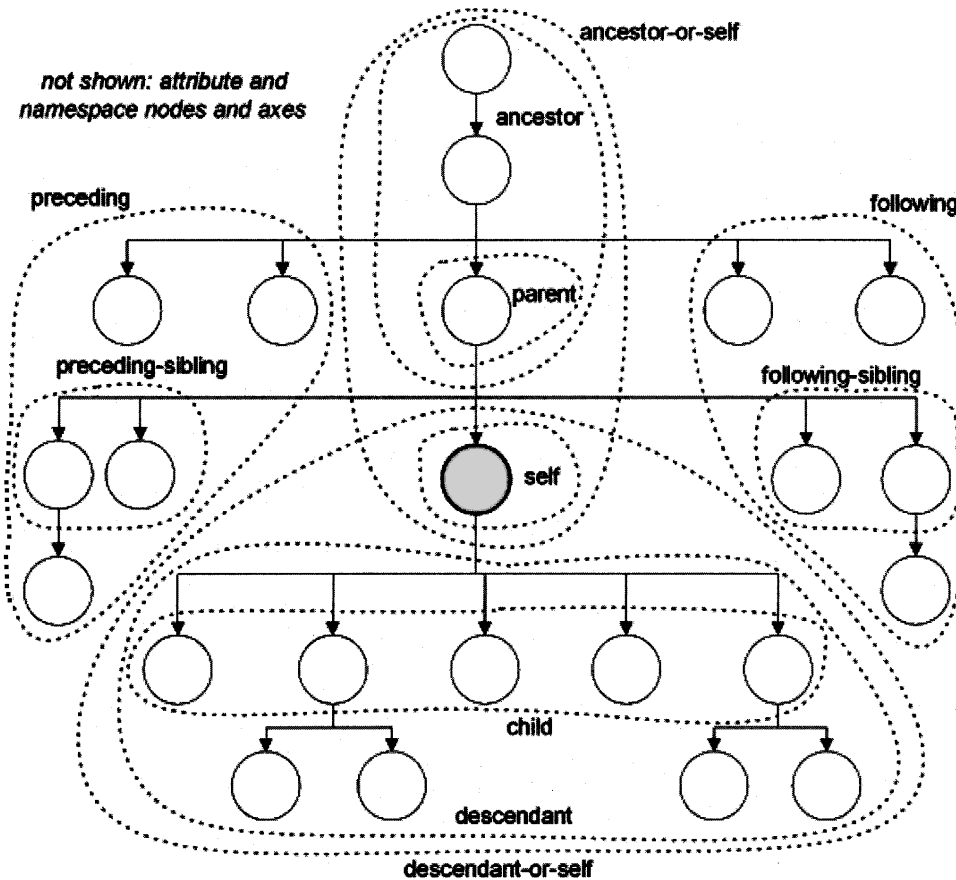 ancestor-or-self
not shown: attribute and
namespace nodes and axes
ancestor
preceding
following
parent
preceding-sibling
following-sibling
self
child
descendant
descendant-or-self